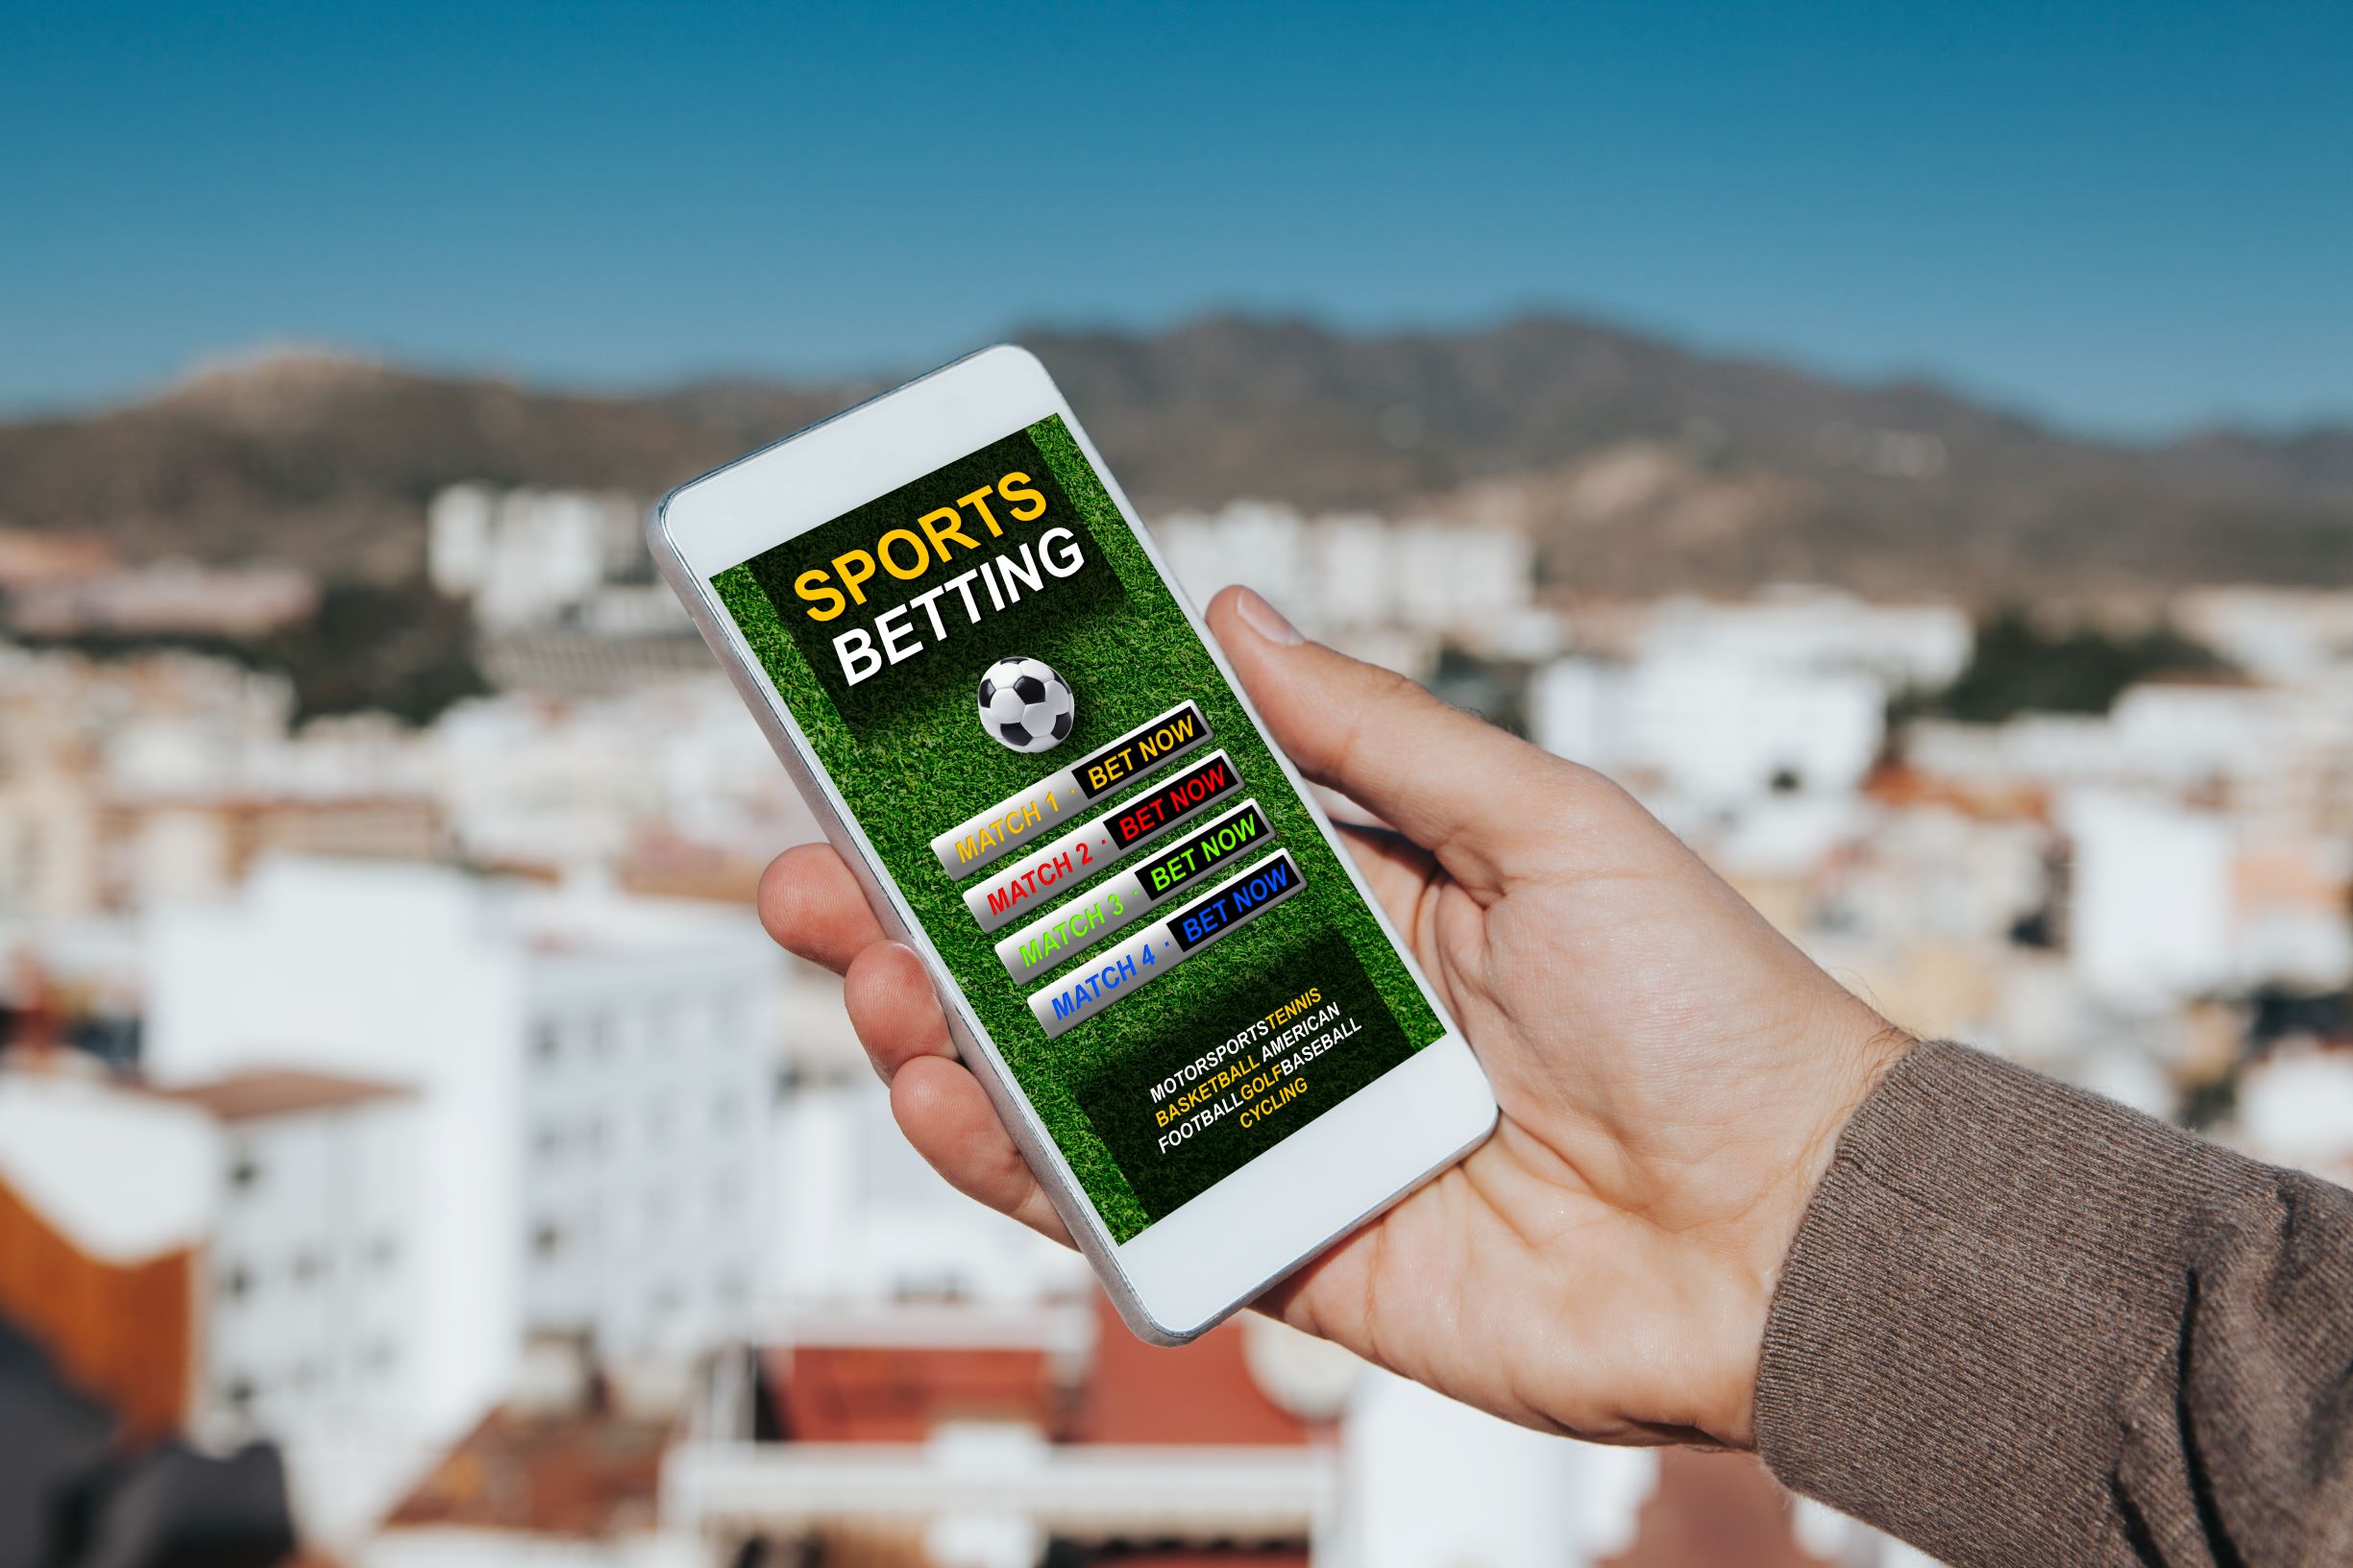 SPORTS
BETTING
MATCH 1 · BET NOW
MATCH 2 · BET NOW
MATCH 3 · BET NOW
MATCH 4 · BET NOW
MOTORSPORTSTENNIS
BASKETBALL AMERICAN
FOOTBALLGOLFBASEBALL
CYCLING